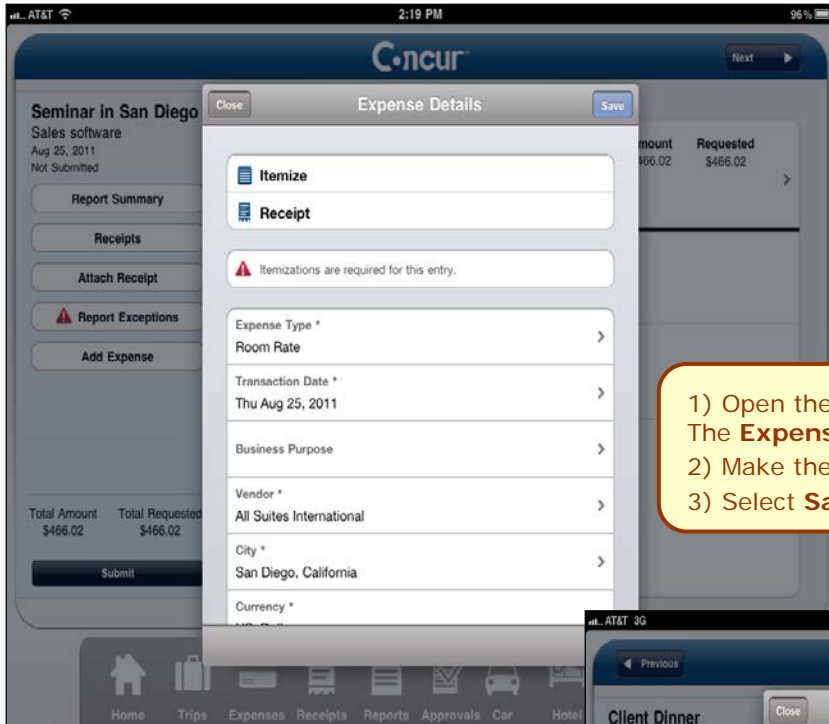 AT&T 2:19 PM 96%
C•ncur
Next
Seminar in San Diego
Sales software
Aug 25, 2011
Not Submitted
Report Summary
Receipts
Attach Receipt
Report Exceptions
Add Expense
Total Amount Total Requested
$466.02 $466.02
Submit
Close Expense Details Save
Itemize
Receipt
Itemizations are required for this entry.
Expense Type *
Room Rate
Transaction Date *
Thu Aug 25, 2011
Business Purpose
Vendor *
All Suites International
City *
San Diego, California
Currency *
mount Requested
466.02 $466.02
1) Open the
The Expens
2) Make the
3) Select Sa
Home Trips Expenses Receipts Reports Approvals Car Hotel
AT&T 3G
Previous
Client Dinner
Close